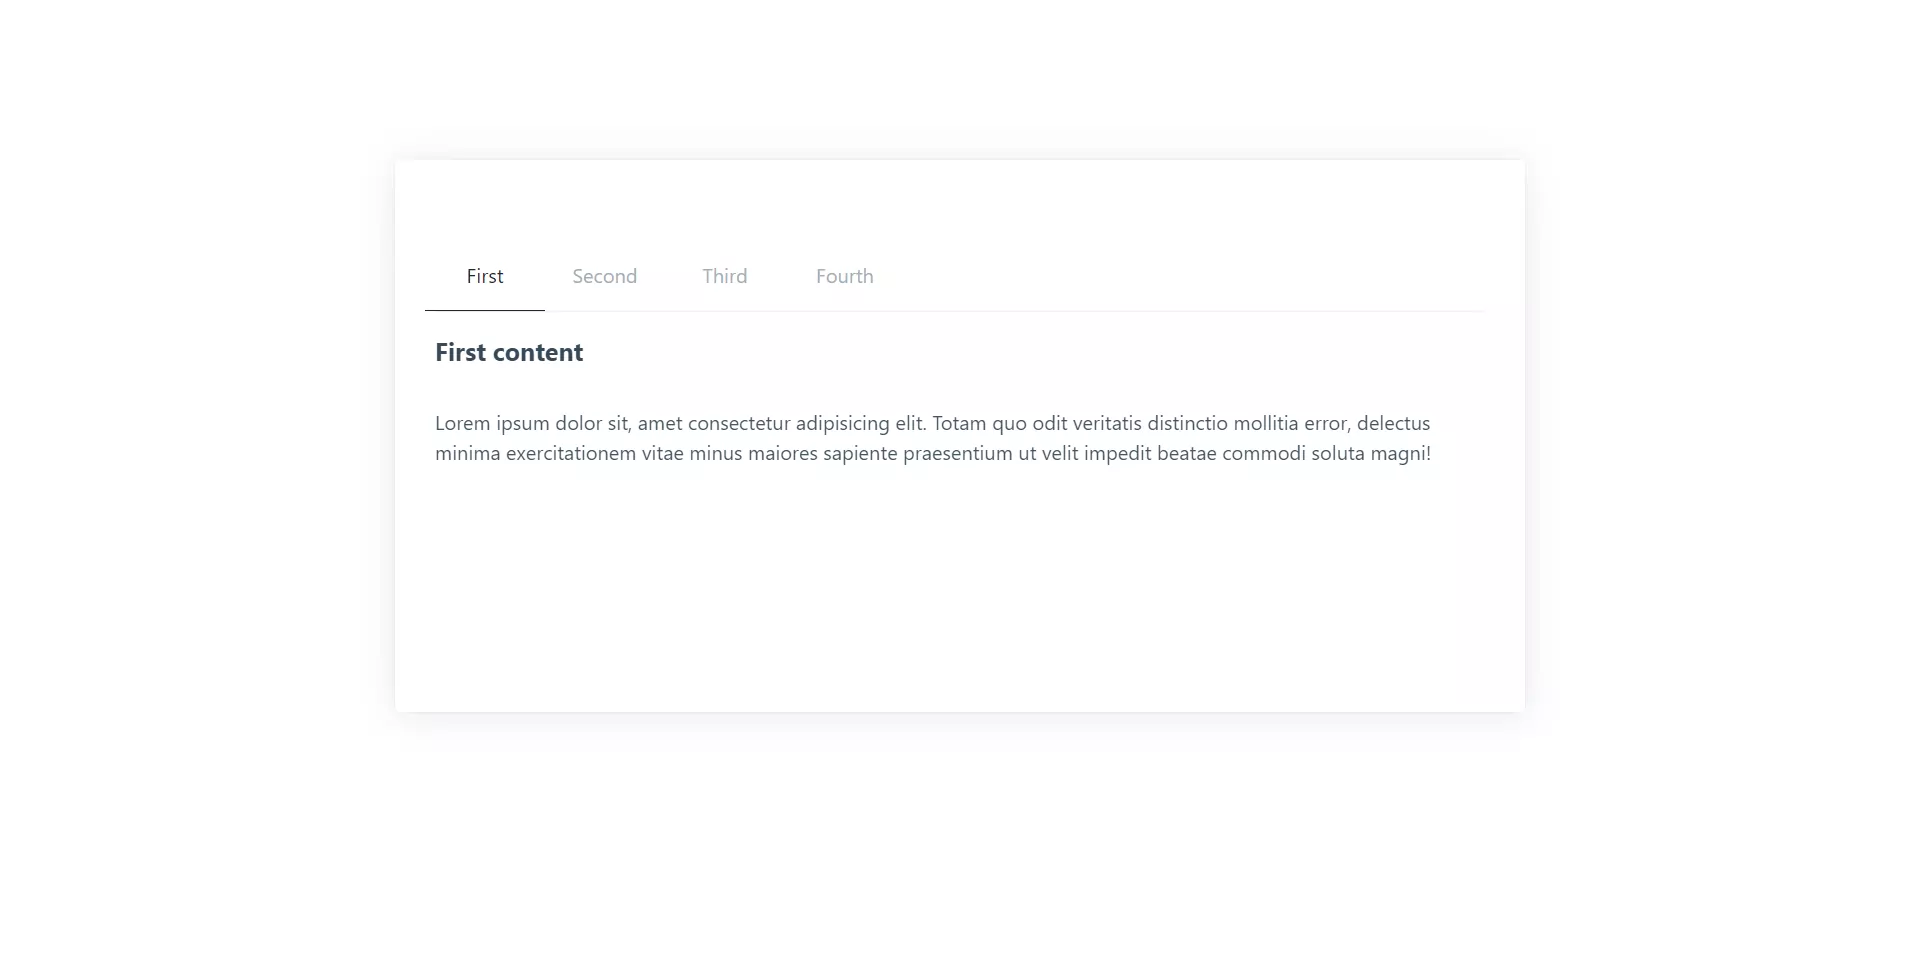 First Second Third Fourth
First content
Lorem ipsum dolor sit, amet consectetur adipisicing elit. Totam quo odit veritatis distinctio mollitia error, delectus
minima exercitationem vitae minus maiores sapiente praesentium ut velit impedit beatae commodi soluta magni!